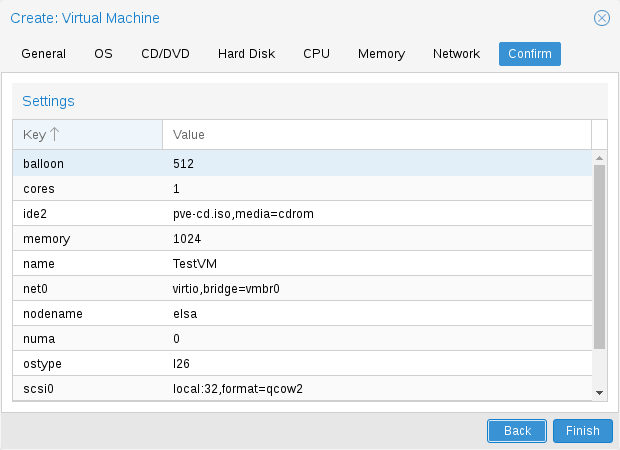 Create: Virtual Machine
General OS CD/DVD Hard Disk CPU Memory Network Confirm
Settings
Key Value
balloon 512
cores 1
ide2 pve-cd.iso,media=cdrom
memory 1024
name TestVM
net0 virtio,bridge=vmbr0
nodename elsa
numa 0
ostype l26
scsi0 local:32,format=qcow2
Back Finish